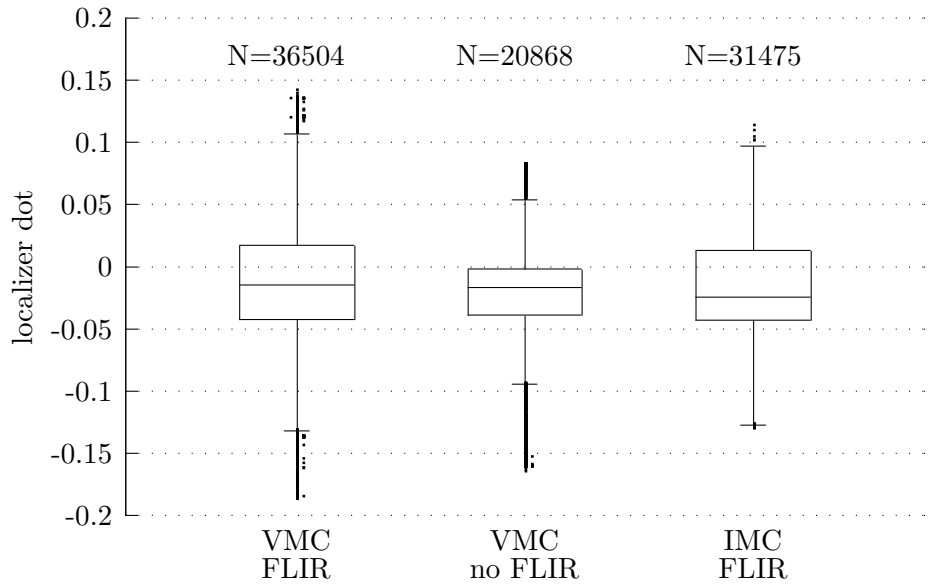 0.2
N=36504 N=20868 N=31475
0.15
0.1
0.05
0
-0.05
-0.1
-0.15
-0.2
localizer dot
VMC VMC IMC
FLIR no FLIR FLIR